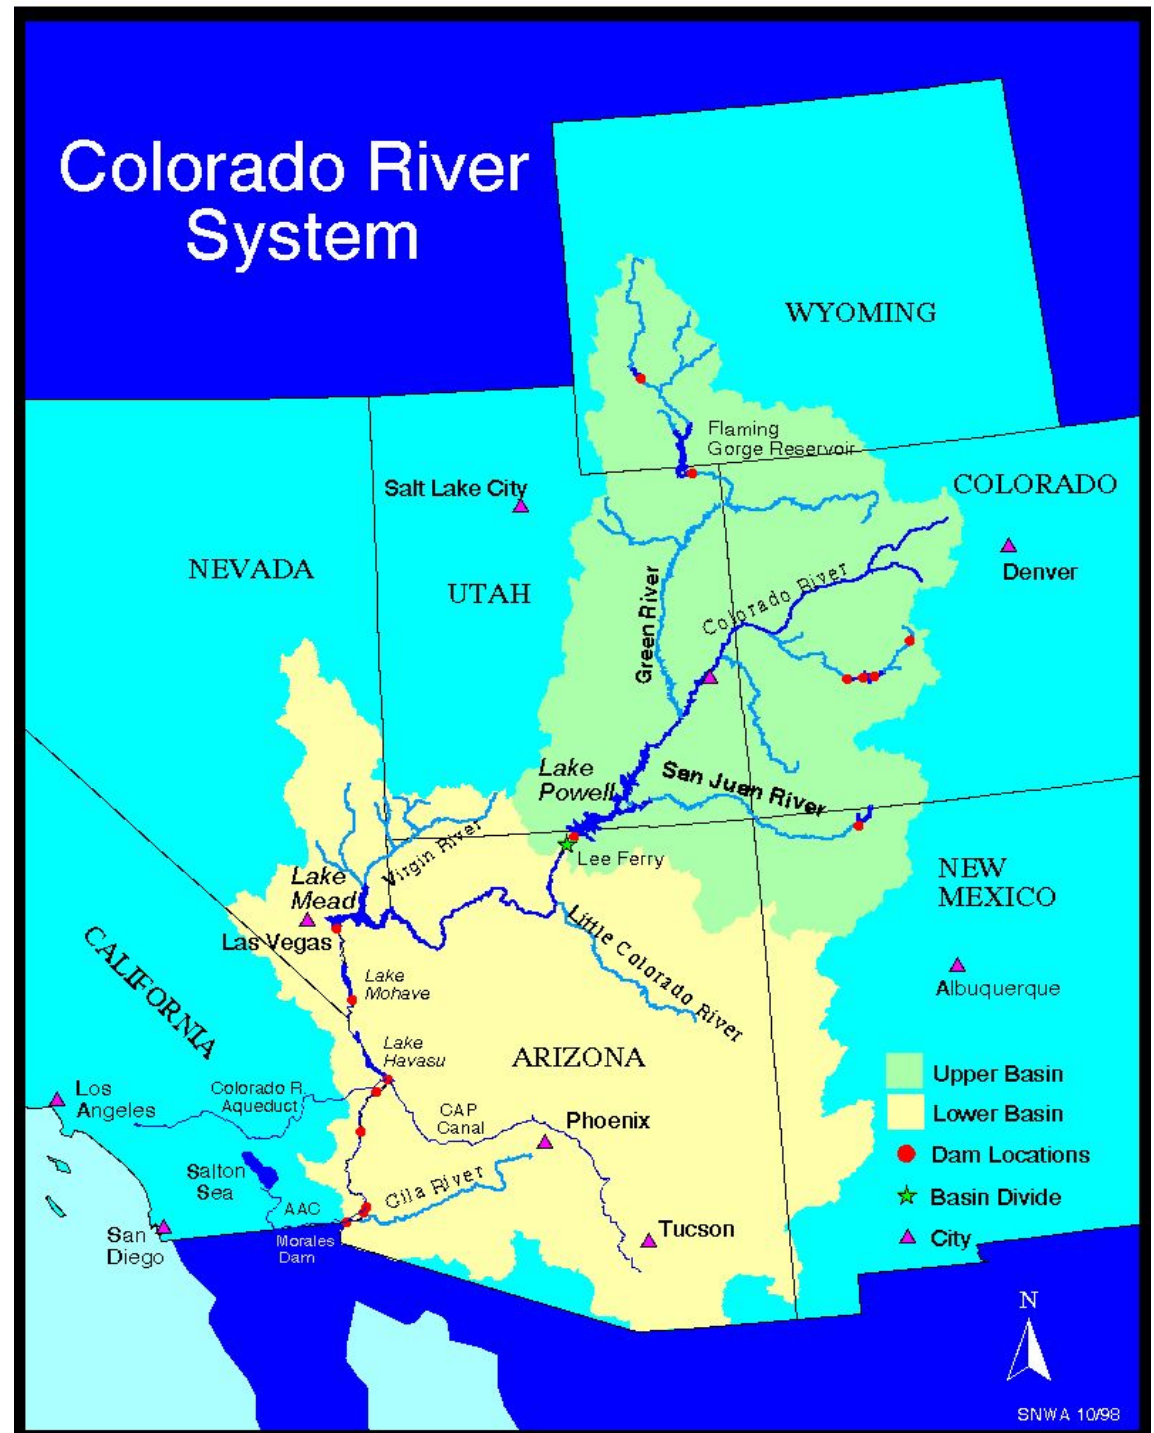 Colorado River
System
WYOMING
Flaming
Gorge Reservoir
Salt Lake City
COLORADO
Denver
NEVADA
UTAH
Green River
Colorado River
Lake
Powell
San Juan River
Lee Ferry
Virgin River
Lake
Mead
Las Vegas
NEW
MEXICO
Little Colorado River
Albuquerque
CALIFORNIA
Lake
Mohave
Lake
Havasu
ARIZONA
Los
Angeles
Colorado R.
Aqueduct
CAP
Canal
Phoenix
Salton
Sea
Gila River
AAC
San
Diego
Morales
Dam
Tucson
Upper Basin
Lower Basin
Dam Locations
Basin Divide
City
N
SNWA 10/98